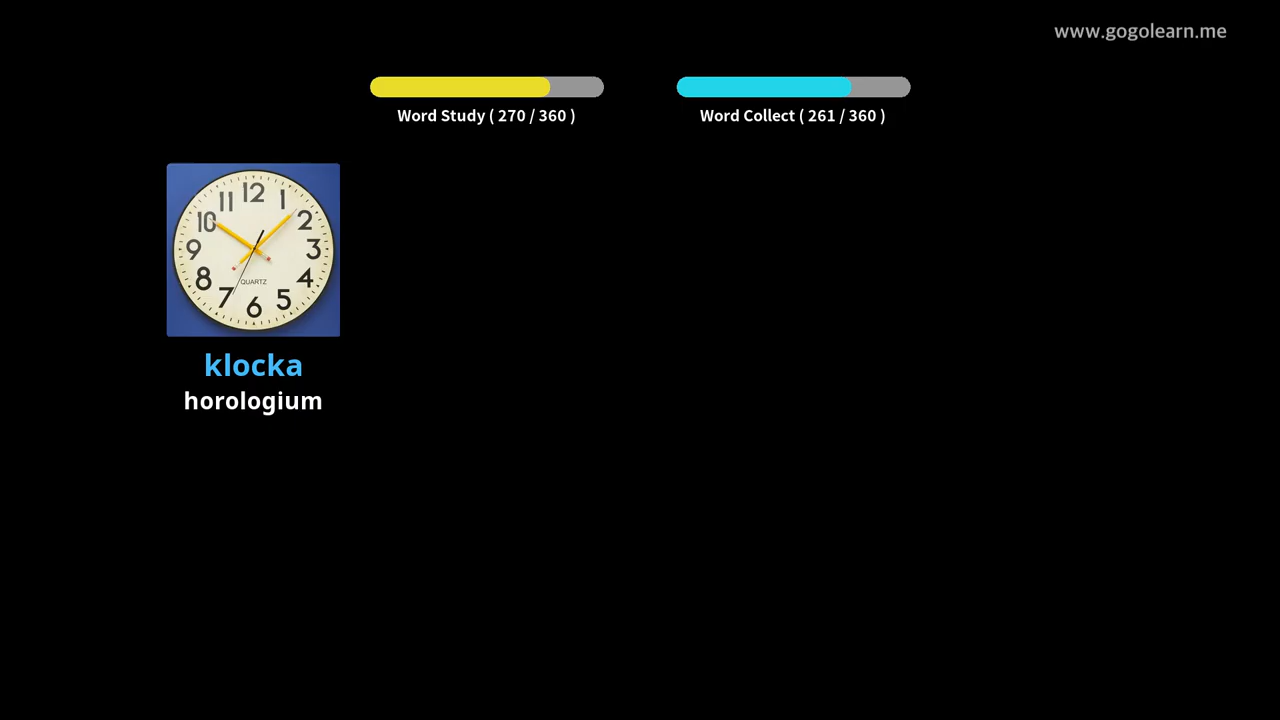 www.gogolearn.me
Word Study ( 270 / 360 )
Word Collect ( 261 / 360 )
12
11
1
10
2
9
3
8
4
QUARTZ
7
5
6
klocka
horologium